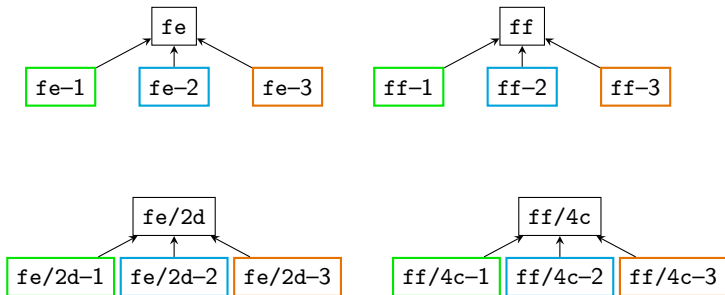 fe ff
fe–1 fe–2 fe–3 ff–1 ff–2 ff–3
fe/2d ff/4c
fe/2d–1 fe/2d–2 fe/2d–3 ff/4c–1 ff/4c–2 ff/4c–3